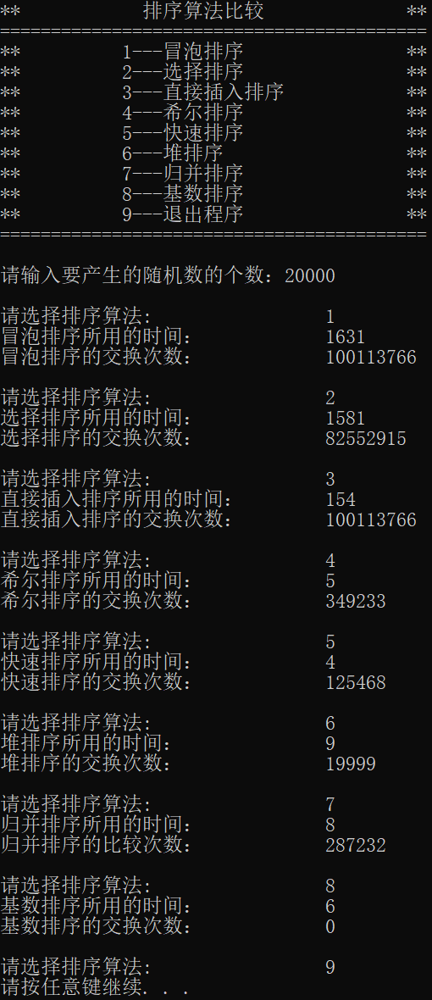 ** 排序算法比较 **
==========================================
** 1---冒泡排序 **
** 2---选择排序 **
** 3---直接插入排序 **
** 4---希尔排序 **
** 5---快速排序 **
** 6---堆排序 **
** 7---归并排序 **
** 8---基数排序 **
** 9---退出程序 **
==========================================
请输入要产生的随机数的个数：20000
请选择排序算法: 1
冒泡排序所用的时间： 1631
冒泡排序的交换次数： 100113766
请选择排序算法: 2
选择排序所用的时间： 1581
选择排序的交换次数： 82552915
请选择排序算法: 3
直接插入排序所用的时间： 154
直接插入排序的交换次数： 100113766
请选择排序算法: 4
希尔排序所用的时间： 5
希尔排序的交换次数： 349233
请选择排序算法: 5
快速排序所用的时间： 4
快速排序的交换次数： 125468
请选择排序算法: 6
堆排序所用的时间： 9
堆排序的交换次数： 19999
请选择排序算法: 7
归并排序所用的时间： 8
归并排序的比较次数： 287232
请选择排序算法: 8
基数排序所用的时间： 6
基数排序的交换次数： 0
请选择排序算法: 9
请按任意键继续. . .